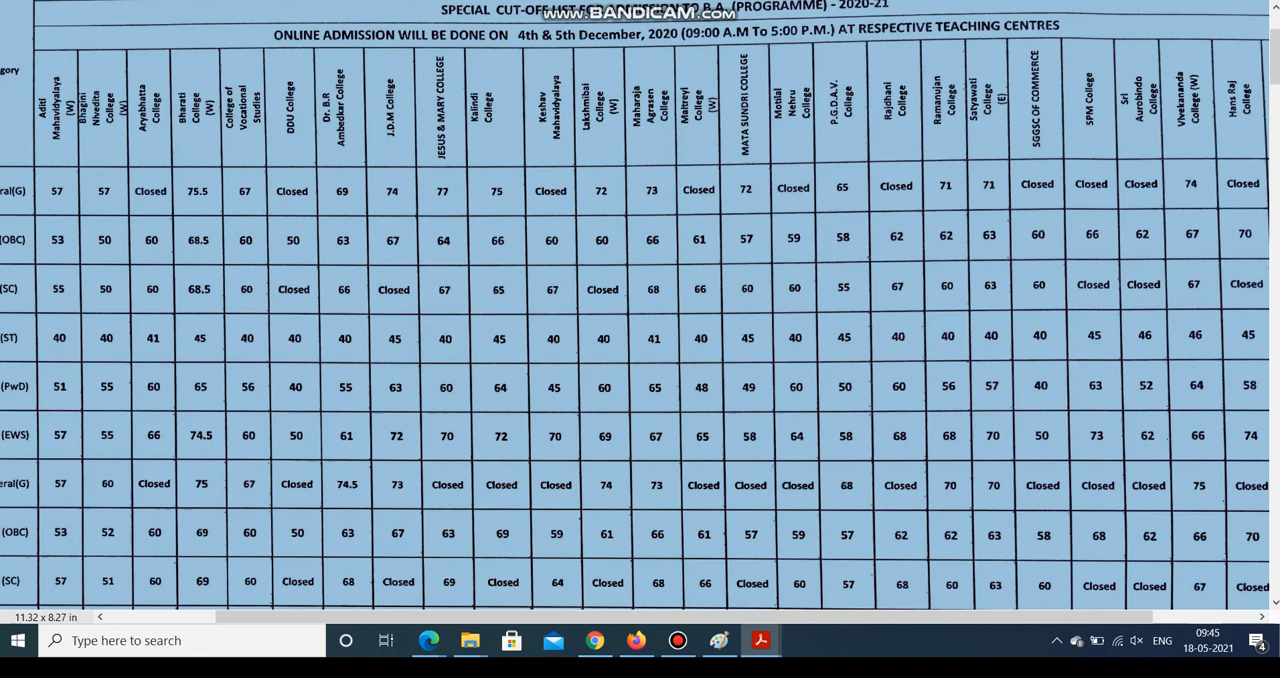 SPECIAL CUT-OFF LIST FOR ADMISSION TO B.A. (PROGRAMME) - 2020-21
www.BANDICAM.com
ONLINE ADMISSION WILL BE DONE ON 4th & 5th December, 2020 (09:00 A.M To 5:00 P.M.) AT RESPECTIVE TEACHING CENTRES
gory Aditi Mahavidyalaya (W) Bhagini Nivedita College (W) Aryabhatta College Bharati College (W) College of Vocational Studies DDU College Dr. B.R Ambedkar College J.D.M College JESUS & MARY COLLEGE Kalindi College Keshav Mahavidyalaya Lakshmibai College (W) Maharaja Agrasen College Maitreyi College (W) MATA SUNDRI COLLEGE Motilal Nehru College P.G.D.A.V. College Rajdhani College Ramanujan College Satyawati College (E) SGGSC OF COMMERCE SPM College Sri Aurobindo College Vivekananda College (W) Hans Raj College
ral(G) 57 57 Closed 75.5 67 Closed 69 74 77 75 Closed 72 73 Closed 72 Closed 65 Closed 71 71 Closed Closed Closed 74 Closed
(OBC) 53 50 60 68.5 60 50 63 67 64 66 60 60 66 61 57 59 58 62 62 63 60 66 62 67 70
(SC) 55 50 60 68.5 60 Closed 66 Closed 67 65 67 Closed 68 66 60 60 55 67 60 63 60 Closed Closed 67 Closed
(ST) 40 40 41 45 40 40 40 45 40 45 40 40 41 40 45 40 45 40 40 40 40 45 46 46 45
(PwD) 51 55 60 65 56 40 55 63 60 64 45 60 65 48 49 60 50 60 56 57 40 63 52 64 58
(EWS) 57 55 66 74.5 60 50 61 72 70 72 70 69 67 65 58 64 58 68 68 70 50 73 62 66 74
eral(G) 57 60 Closed 75 67 Closed 74.5 73 Closed Closed Closed 74 73 Closed Closed Closed 68 Closed 70 70 Closed Closed Closed 75 Closed
(OBC) 53 52 60 69 60 50 63 67 63 69 59 61 66 61 57 59 57 62 62 63 58 68 62 66 70
(SC) 57 51 60 69 60 Closed 68 Closed 69 Closed 64 Closed 68 66 Closed 60 57 68 60 63 60 Closed Closed 67 Closed
11.32 x 8.27 in
Type here to search
ENG
09:45
18-05-2021
4